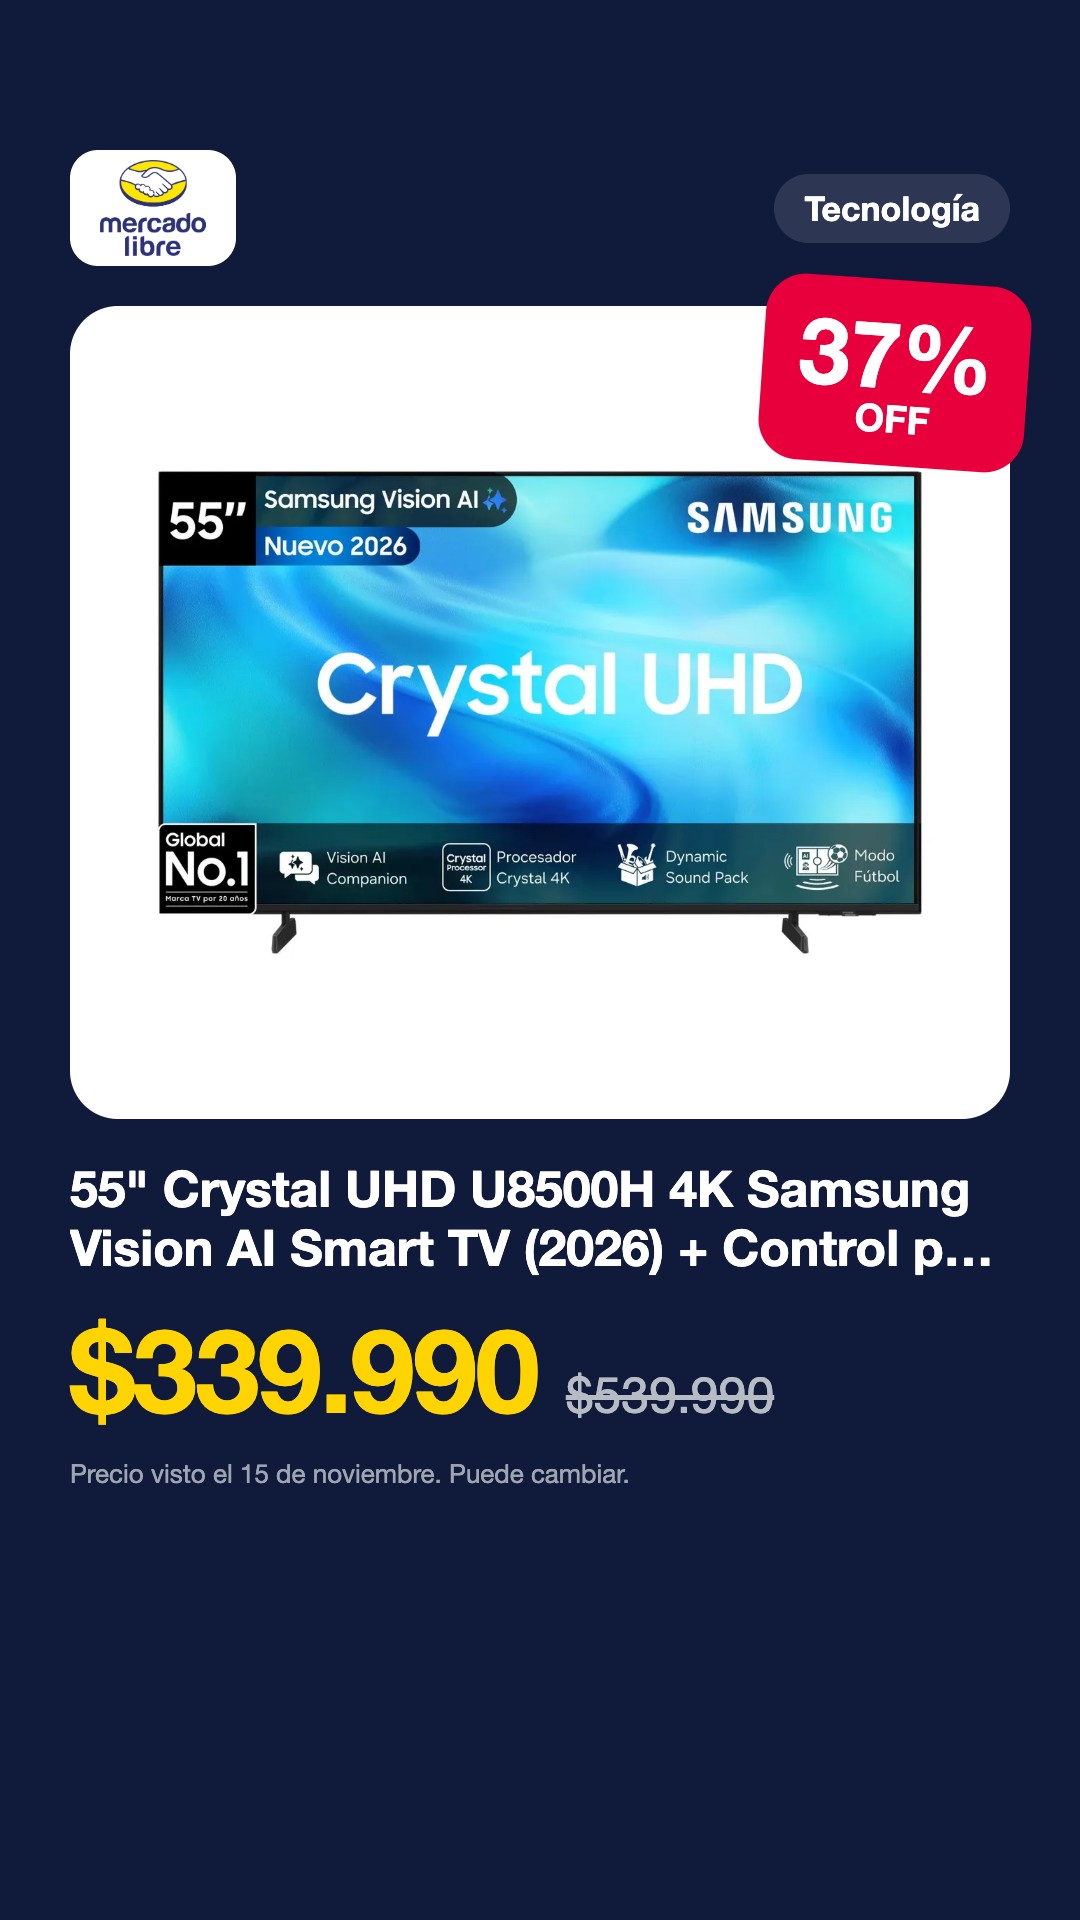 mercado
libre
Tecnología
37%
OFF
55”
Samsung Vision AI
Nuevo 2026
SAMSUNG
Crystal UHD
Global
No.1
Marca TV por 20 años
Vision AI
Companion
Crystal
Processor
4K
Procesador
Crystal 4K
Dynamic
Sound Pack
Modo
Fútbol
55" Crystal UHD U8500H 4K Samsung
Vision AI Smart TV (2026) + Control p...
$339.990 $539.990
Precio visto el 15 de noviembre. Puede cambiar.